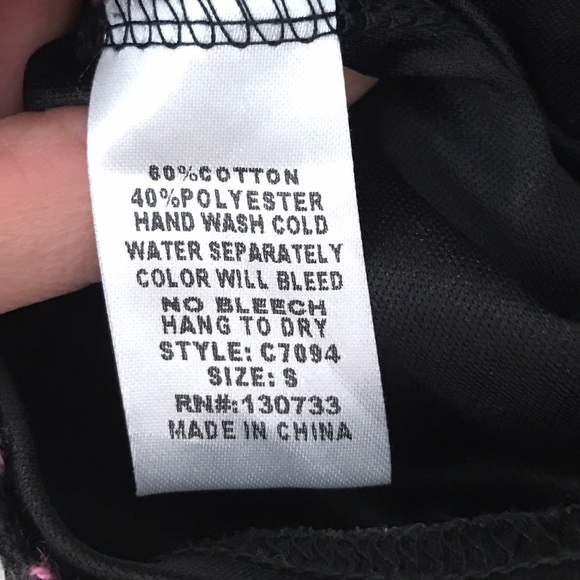 60%COTTON
40%POLYESTER
HAND WASH COLD
WATER SEPARATELY
COLOR WILL BLEED
NO BLEECH
HANG TO DRY
STYLE: C7094
SIZE: S
RN#:130733
MADE IN CHINA